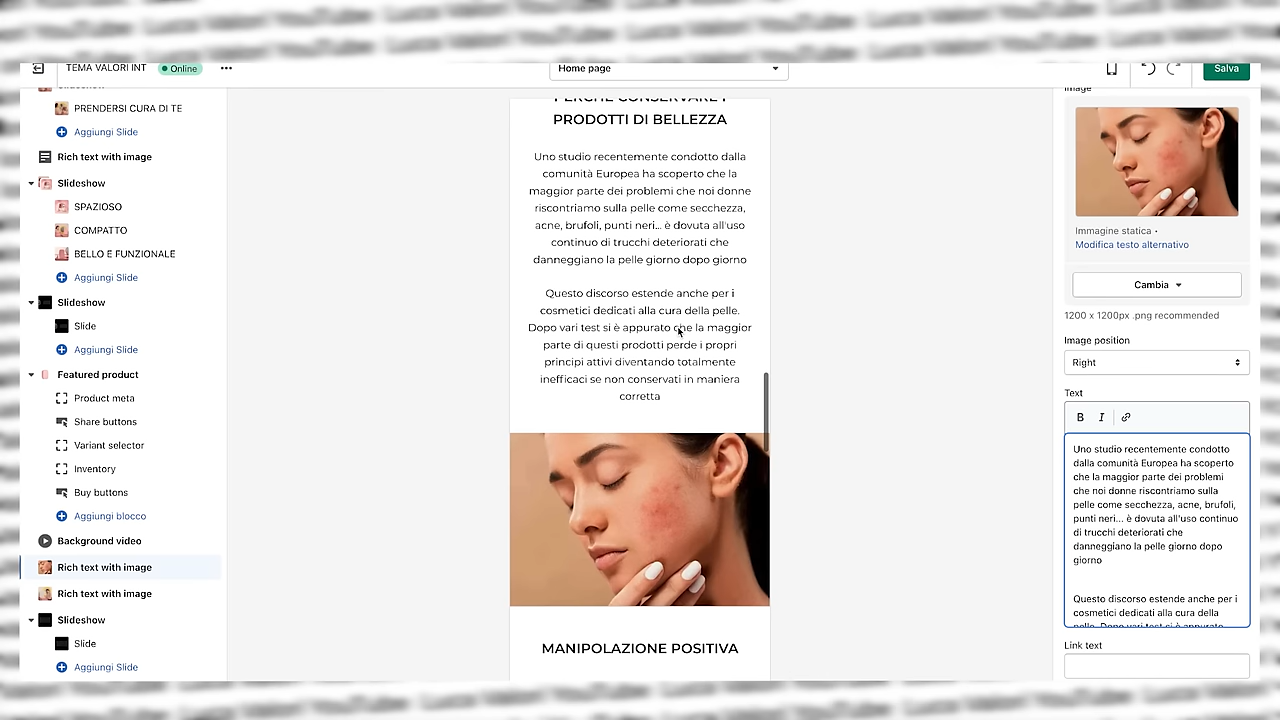 TEMA VALORI INT
Online
Home page
Salva
Slideshow
PRENDERSI CURA DI TE
Aggiungi Slide
Rich text with image
Slideshow
SPAZIOSO
COMPATTO
BELLO E FUNZIONALE
Aggiungi Slide
Slideshow
Slide
Aggiungi Slide
Featured product
Product meta
Share buttons
Variant selector
Inventory
Buy buttons
Aggiungi blocco
Background video
Rich text with image
Rich text with image
Slideshow
Slide
Aggiungi Slide
PERCHÉ CONSERVARE I
PRODOTTI DI BELLEZZA
Uno studio recentemente condotto dalla
comunità Europea ha scoperto che la
maggior parte dei problemi che noi donne
riscontriamo sulla pelle come secchezza,
acne, brufoli, punti neri... è dovuta all'uso
continuo di trucchi deteriorati che
danneggiano la pelle giorno dopo giorno
Questo discorso estende anche per i
cosmetici dedicati alla cura della pelle.
Dopo vari test si è appurato che la maggior
parte di questi prodotti perde i propri
principi attivi diventando totalmente
inefficaci se non conservati in maniera
corretta
MANIPOLAZIONE POSITIVA
Image
Immagine statica •
Modifica testo alternativo
Cambia
1200 x 1200px .png recommended
Image position
Right
Text
B I
Uno studio recentemente condotto
dalla comunità Europea ha scoperto
che la maggior parte dei problemi
che noi donne riscontriamo sulla
pelle come secchezza, acne, brufoli,
punti neri... è dovuta all'uso continuo
di trucchi deteriorati che
danneggiano la pelle giorno dopo
giorno
Questo discorso estende anche per i
cosmetici dedicati alla cura della
pelle. Dopo vari test si è appurato
Link text